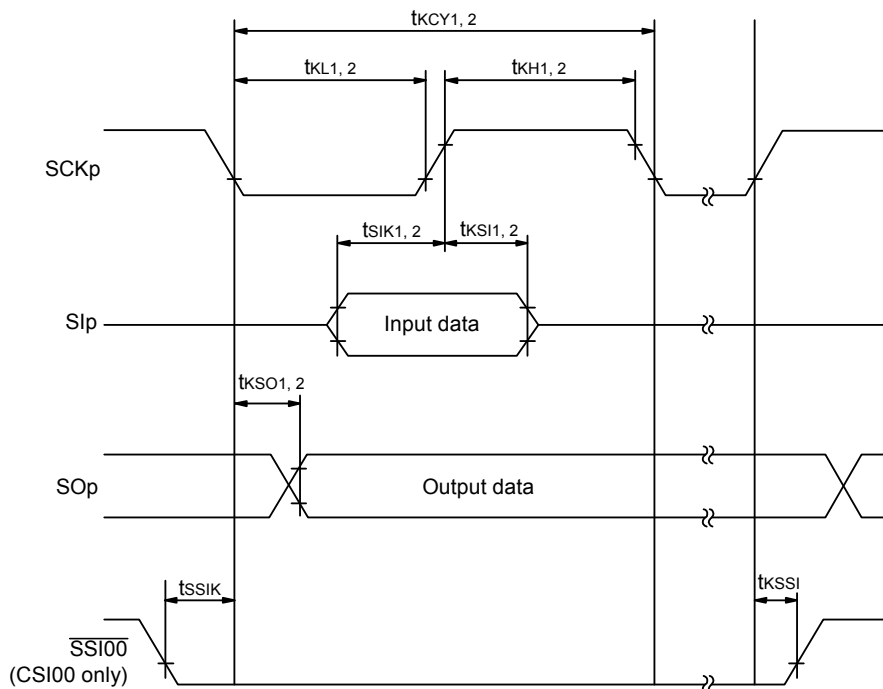 tKCY1, 2
tKL1, 2
tKH1, 2
SCKp
tSIK1, 2
tKSI1, 2
SIp
Input data
tKSO1, 2
SOp
Output data
tSSIK
tKSSI
SSI00
(CSI00 only)